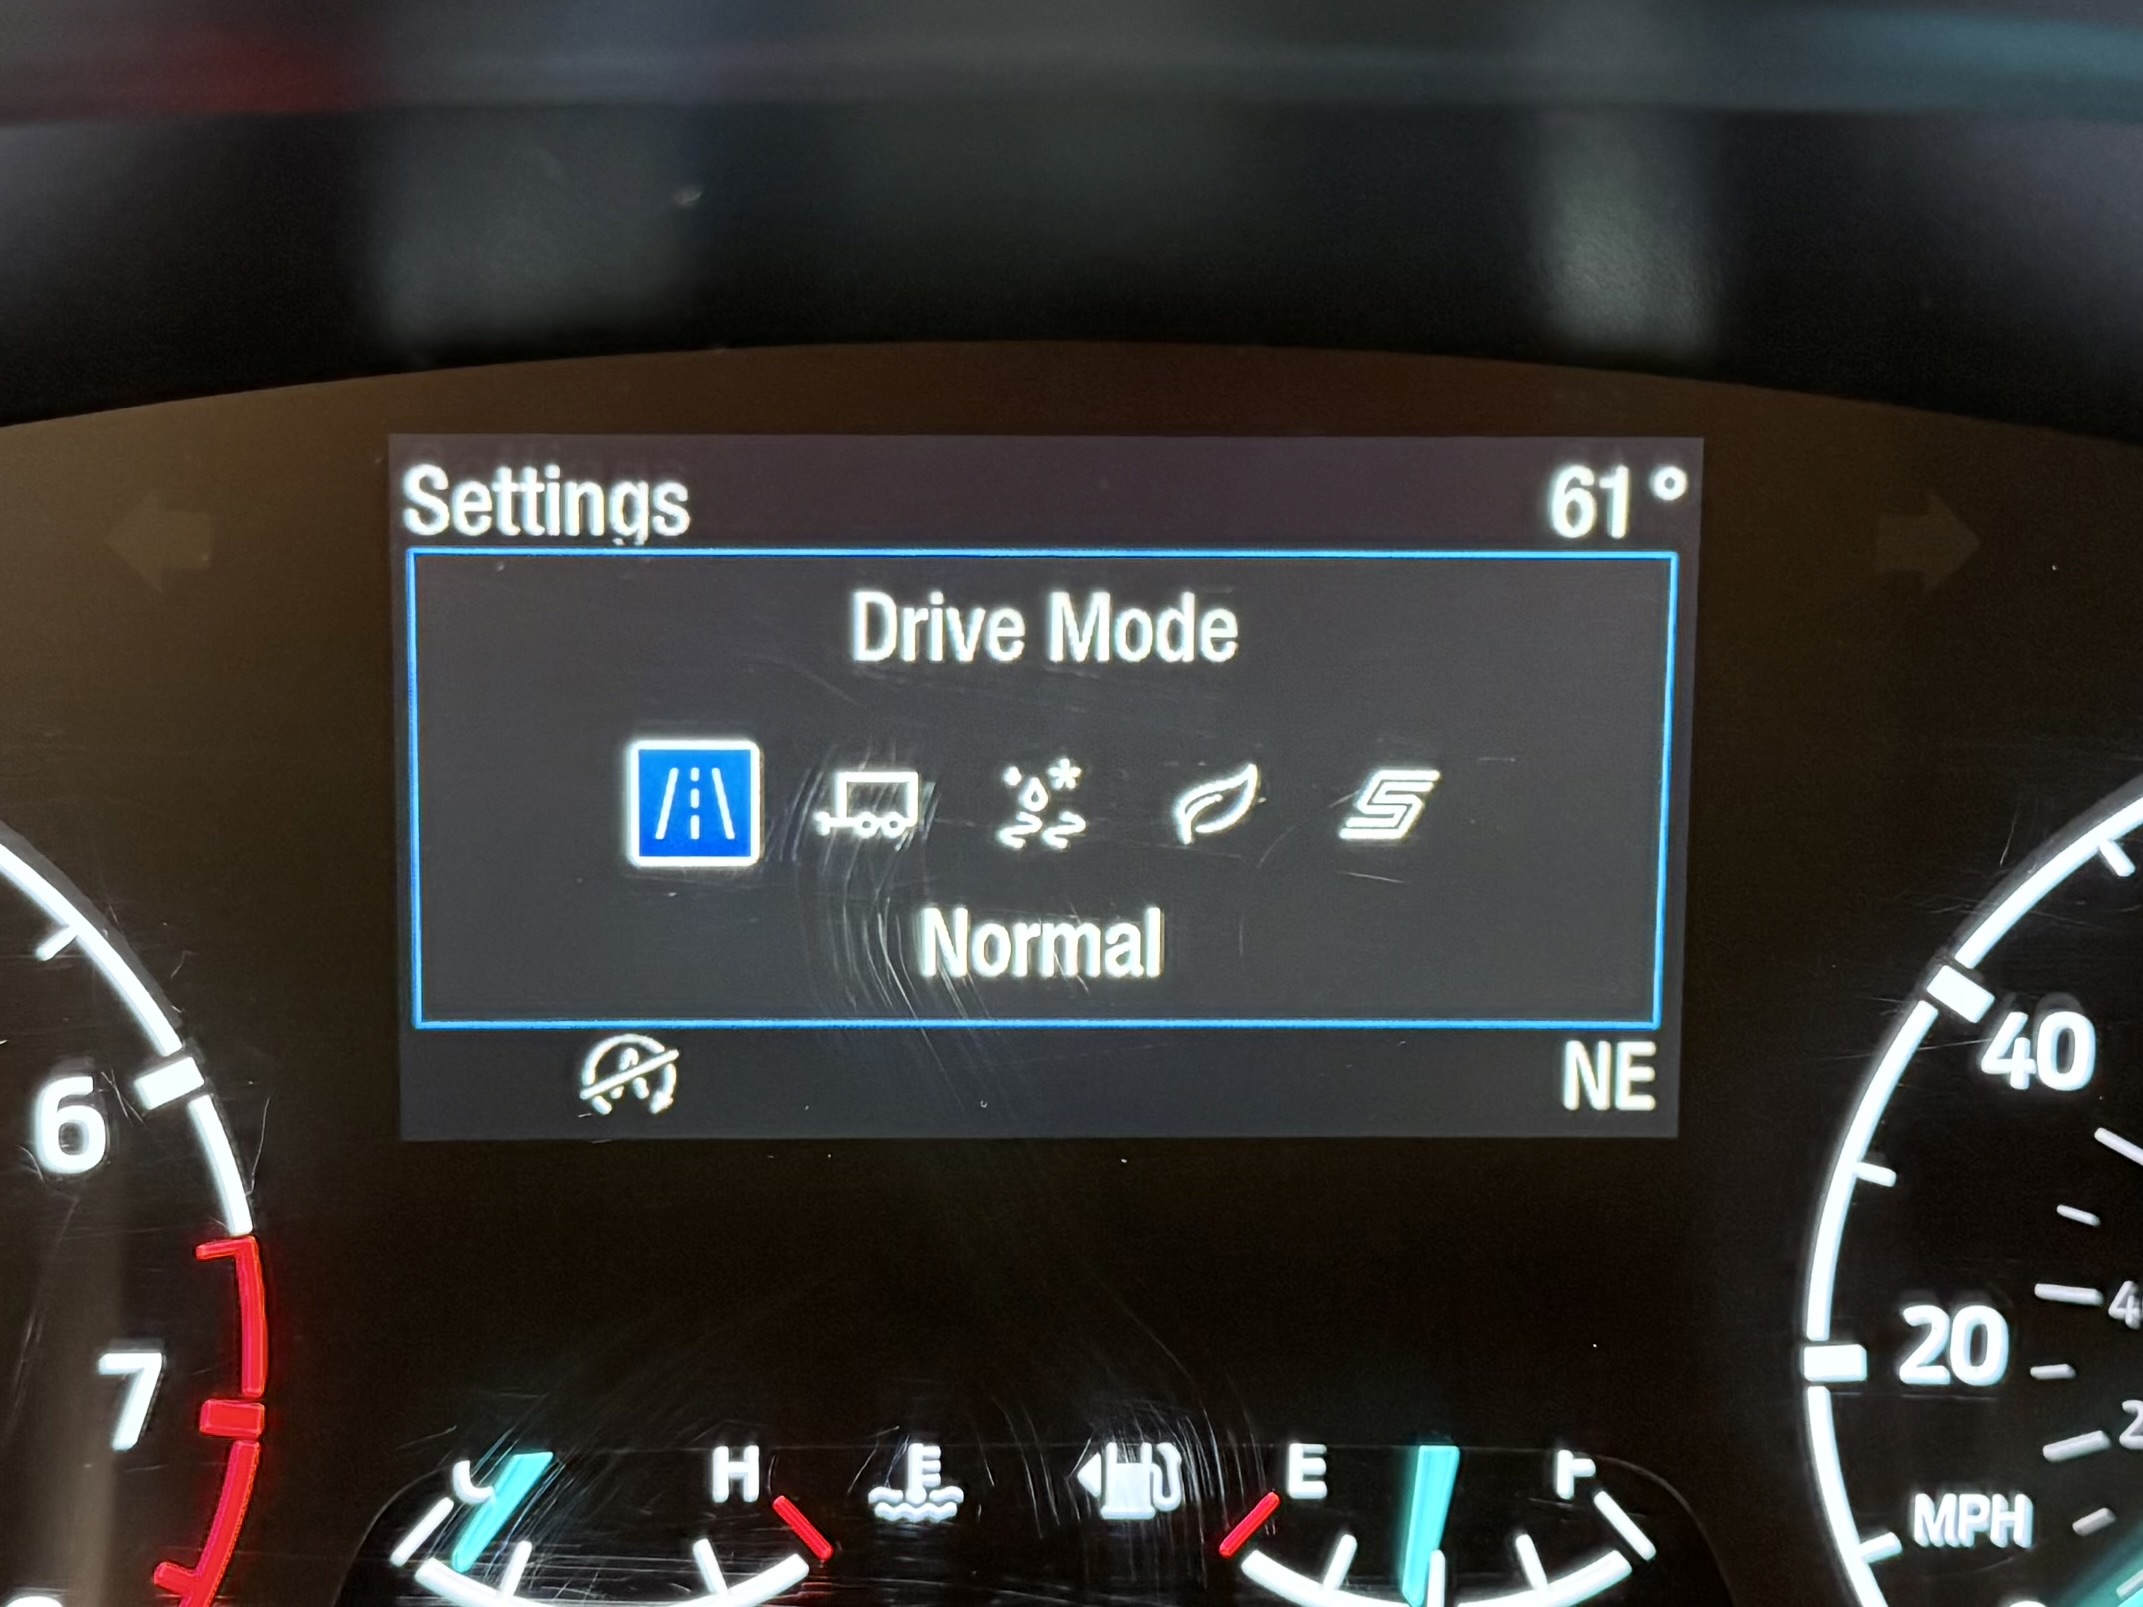 Settings 61°
Drive Mode
Normal
NE
6
40
7
20
C H E F
MPH